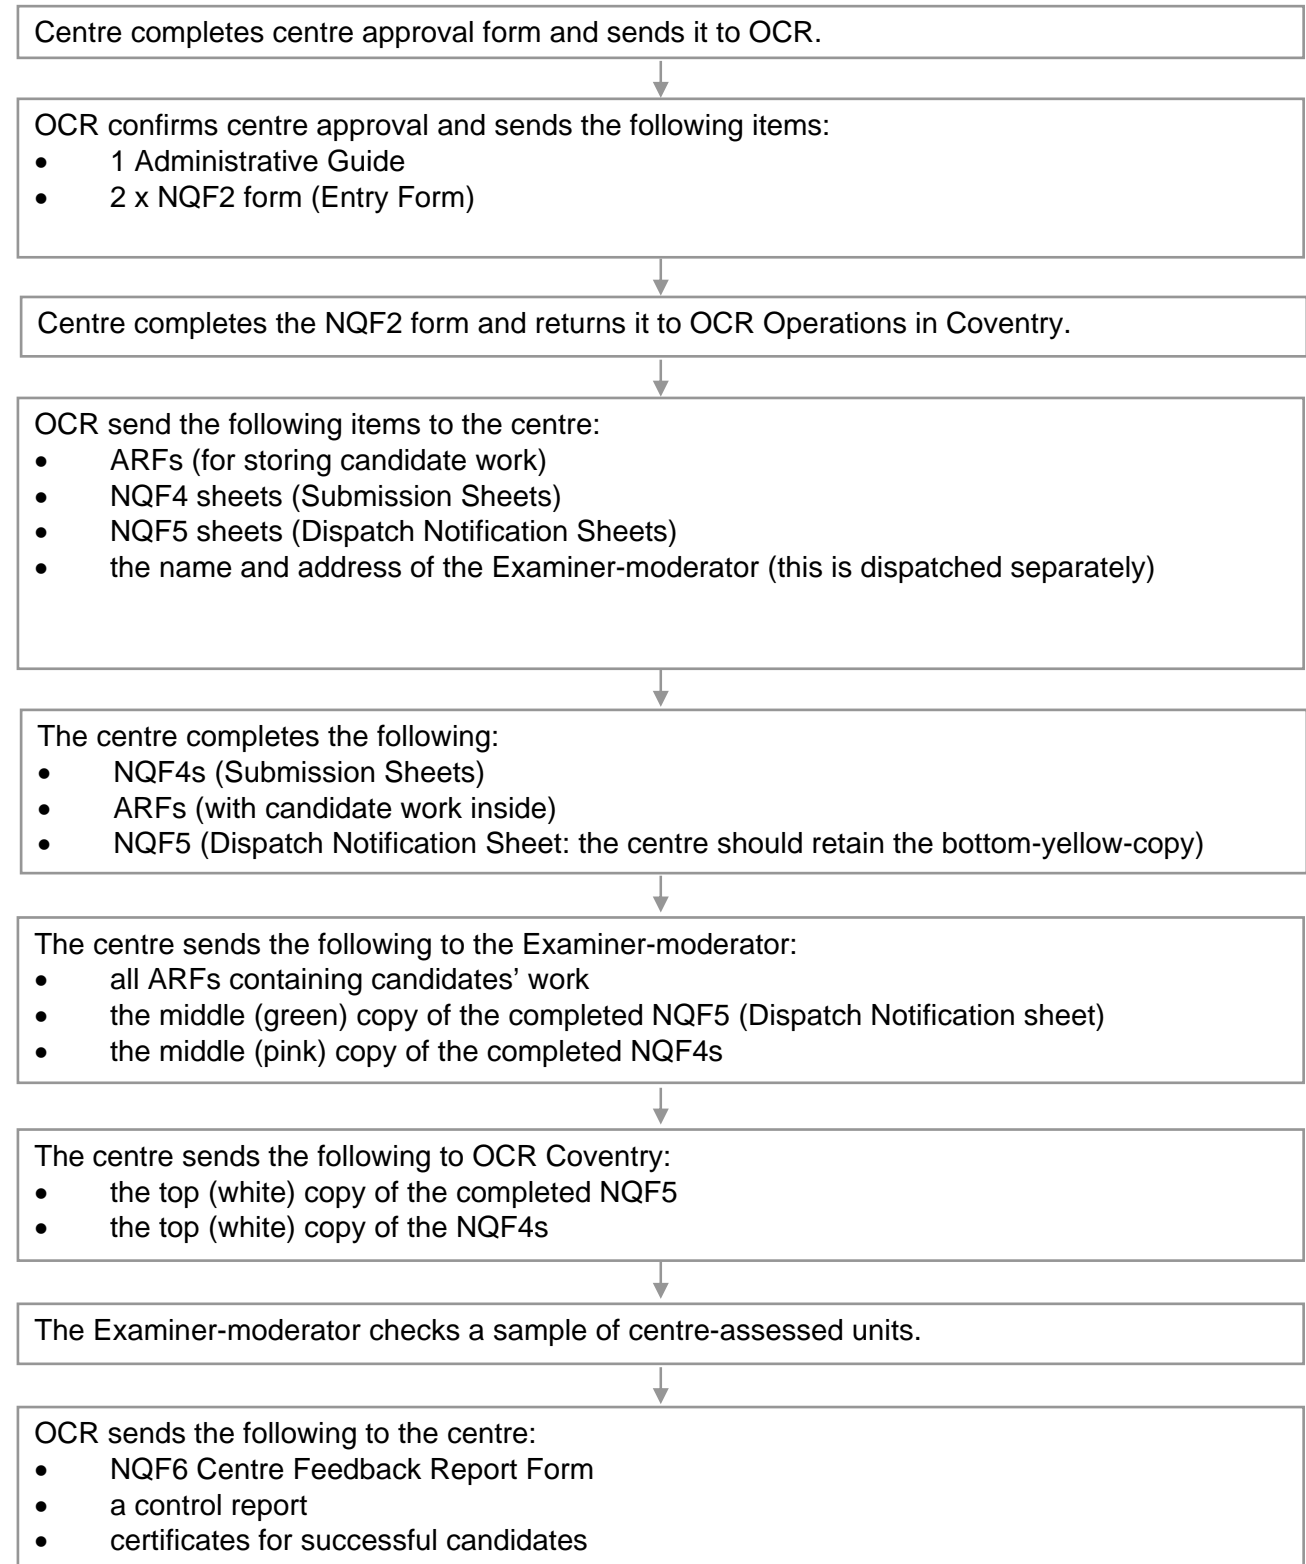 Centre completes centre approval form and sends it to OCR.
OCR confirms centre approval and sends the following items:
• 1 Administrative Guide
• 2 x NQF2 form (Entry Form)
Centre completes the NQF2 form and returns it to OCR Operations in Coventry.
OCR send the following items to the centre:
• ARFs (for storing candidate work)
• NQF4 sheets (Submission Sheets)
• NQF5 sheets (Dispatch Notification Sheets)
• the name and address of the Examiner-moderator (this is dispatched separately)
The centre completes the following:
• NQF4s (Submission Sheets)
• ARFs (with candidate work inside)
• NQF5 (Dispatch Notification Sheet: the centre should retain the bottom-yellow-copy)
The centre sends the following to the Examiner-moderator:
• all ARFs containing candidates’ work
• the middle (green) copy of the completed NQF5 (Dispatch Notification sheet)
• the middle (pink) copy of the completed NQF4s
The centre sends the following to OCR Coventry:
• the top (white) copy of the completed NQF5
• the top (white) copy of the NQF4s
The Examiner-moderator checks a sample of centre-assessed units.
OCR sends the following to the centre:
• NQF6 Centre Feedback Report Form
• a control report
• certificates for successful candidates